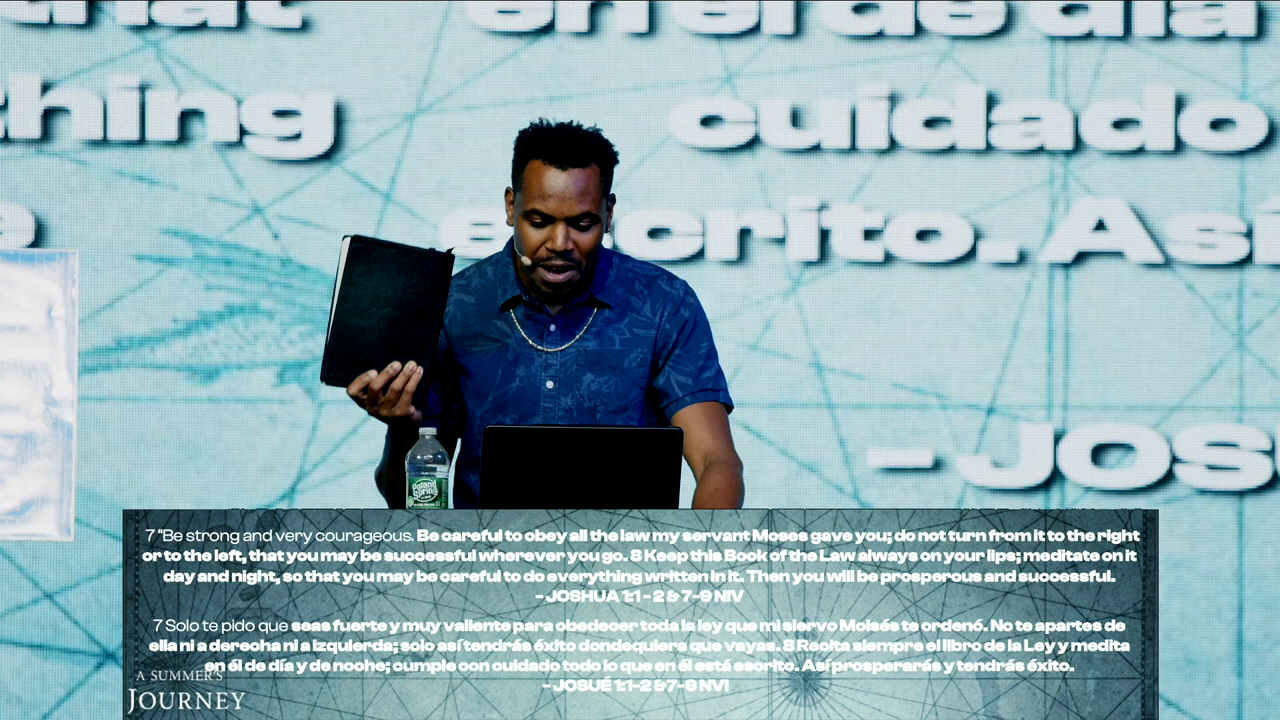 that
ching
e
en él de día
cuidado
escrito. Así
- JOS
Poland
Spring
7 "Be strong and very courageous. Be careful to obey all the law my servant Moses gave you; do not turn from it to the right
or to the left, that you may be successful wherever you go. 8 Keep this Book of the Law always on your lips; meditate on it
day and night, so that you may be careful to do everything written in it. Then you will be prosperous and successful.
- JOSHUA 1:1 - 2 & 7-9 NIV
7 Solo te pido que seas fuerte y muy valiente para obedecer toda la ley que mi siervo Moisés te ordenó. No te apartes de
ella ni a derecha ni a izquierda; solo así tendrás éxito dondequiera que vayas. 8 Recita siempre el libro de la Ley y medita
en él de día y de noche; cumple con cuidado todo lo que en él está escrito. Así prosperarás y tendrás éxito.
- JOSUÉ 1:1-2 & 7-9 NVI
A SUMMER'S
JOURNEY